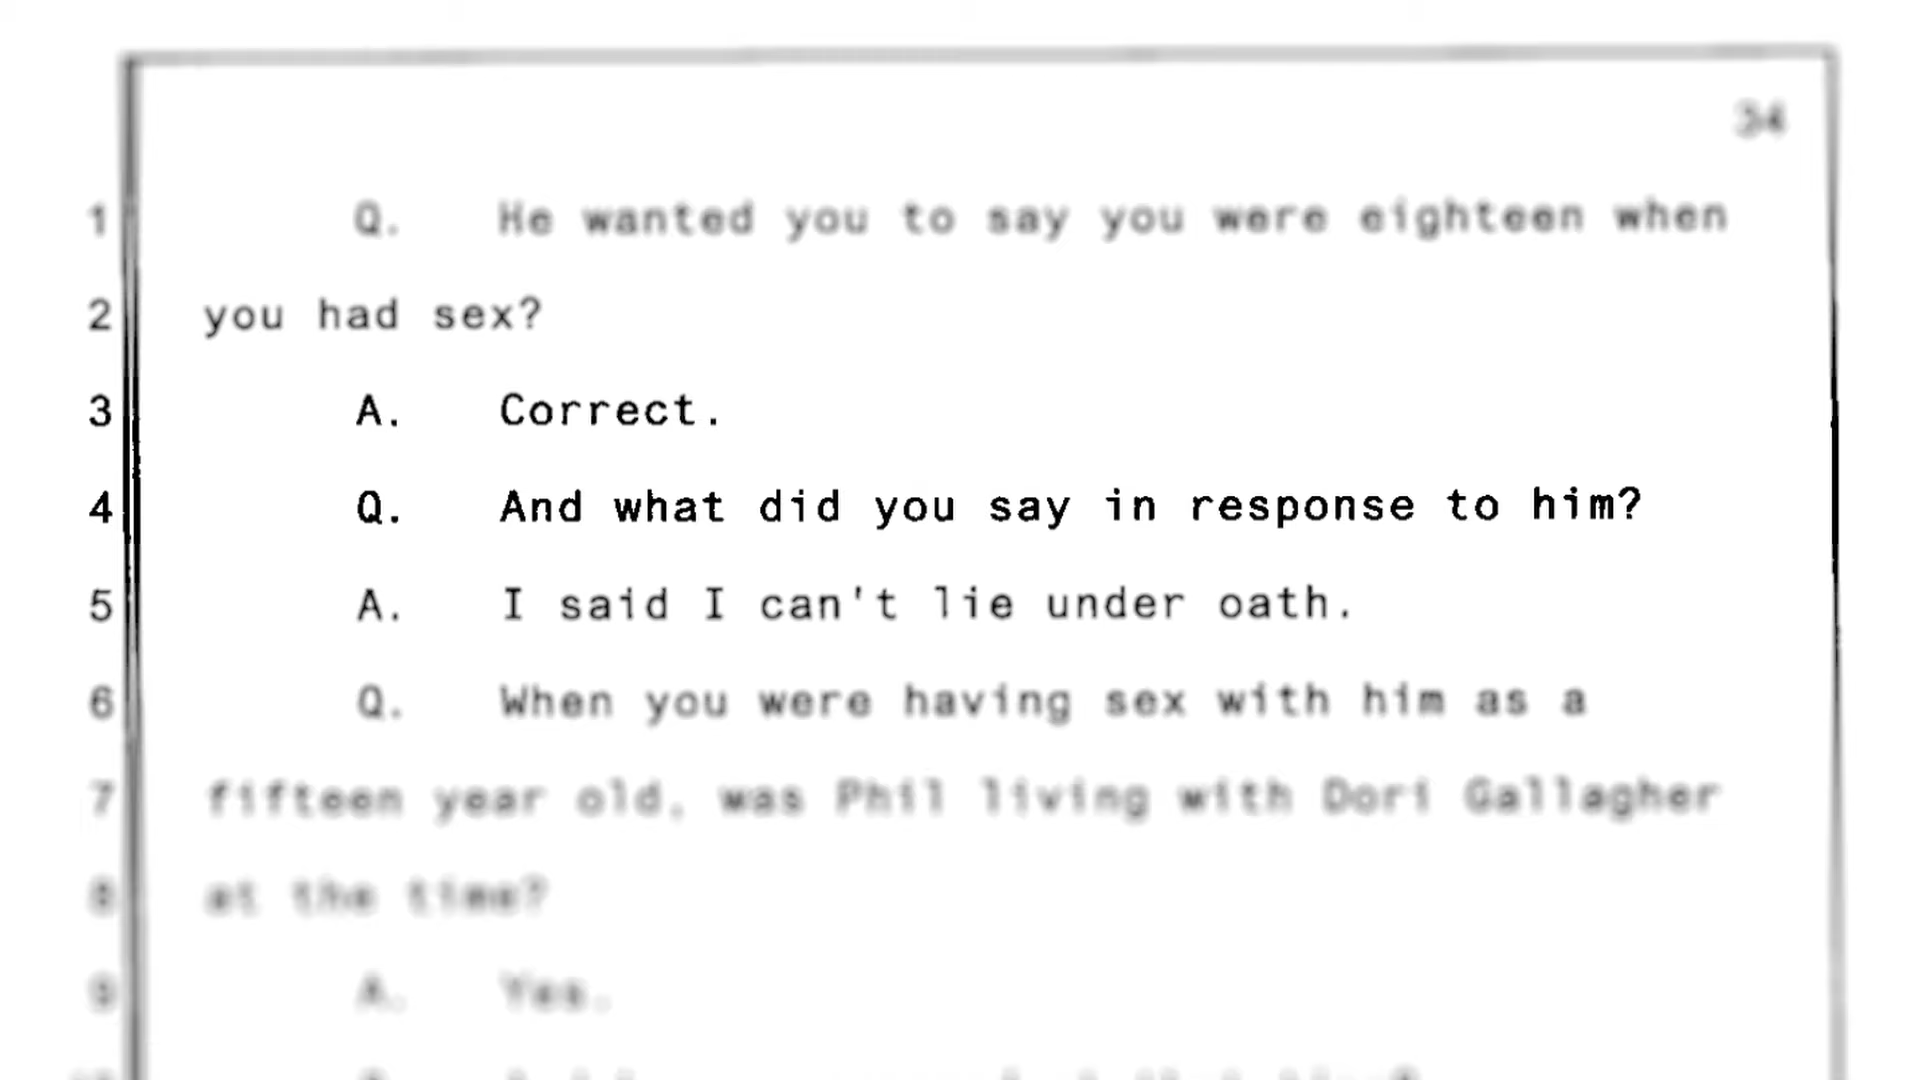 34
1 Q. He wanted you to say you were eighteen when
2 you had sex?
3 A. Correct.
4 Q. And what did you say in response to him?
5 A. I said I can't lie under oath.
6 Q. When you were having sex with him as a
7 fifteen year old, was Phil living with Dori Gallagher
8 at the time?
9 A. Yes.